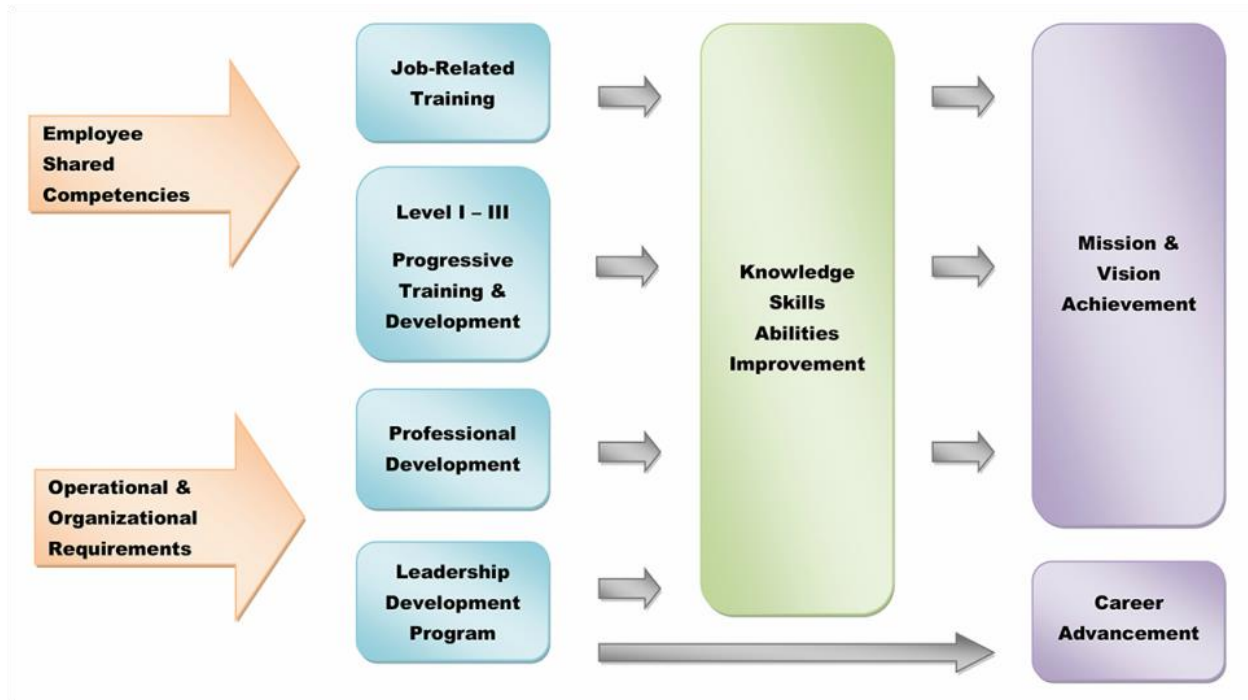 Employee
Shared
Competencies
Operational &
Organizational
Requirements
Job-Related
Training
Level I – III
Progressive
Training &
Development
Professional
Development
Leadership
Development
Program
Knowledge
Skills
Abilities
Improvement
Mission &
Vision
Achievement
Career
Advancement